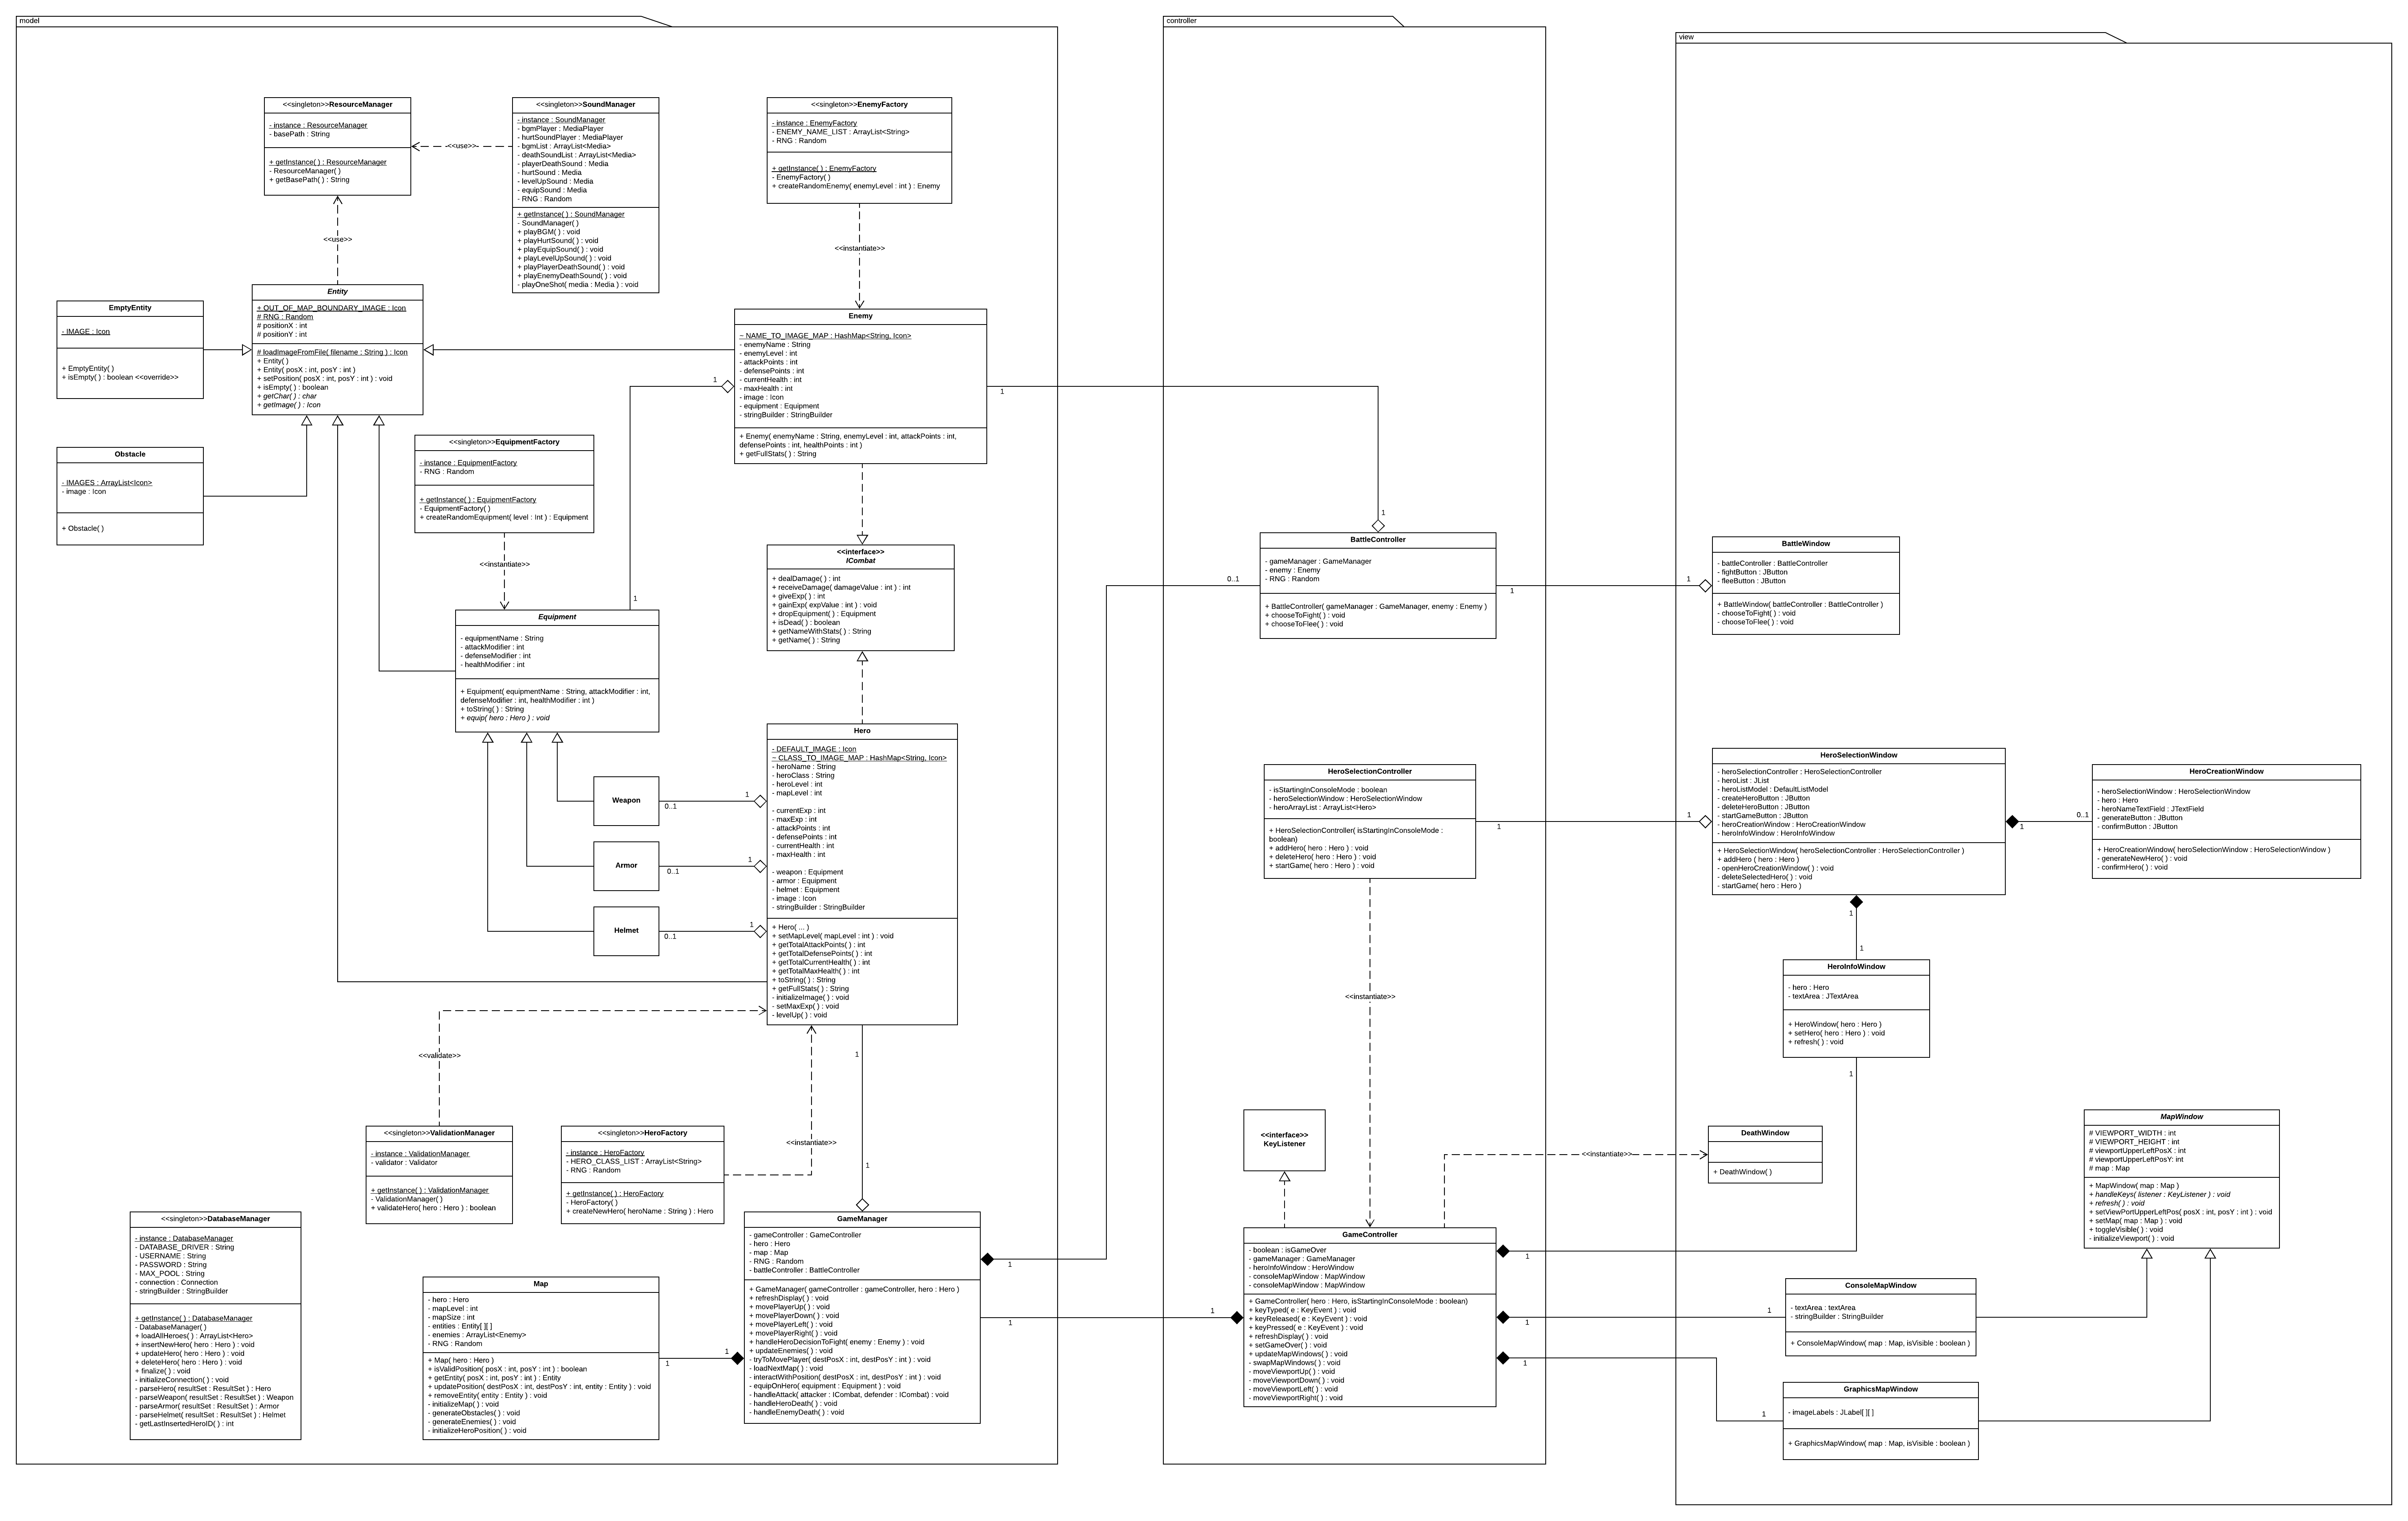 model
<<singleton>>ResourceManager
- instance : ResourceManager
- basePath : String
+ getInstance( ) : ResourceManager
- ResourceManager( )
+ getBasePath( ) : String
<<use>>
<<singleton>>SoundManager
- instance : SoundManager
- bgmPlayer : MediaPlayer
- hurtSoundPlayer : MediaPlayer
- bgmList : ArrayList<Media>
- deathSoundList : ArrayList<Media>
- playerDeathSound : Media
- hurtSound : Media
- levelUpSound : Media
- equipSound : Media
- RNG : Random
+ getInstance( ) : SoundManager
- SoundManager( )
+ playBGM( ) : void
+ playHurtSound( ) : void
+ playEquipSound( ) : void
+ playLevelUpSound( ) : void
+ playPlayerDeathSound( ) : void
+ playEnemyDeathSound( ) : void
- playOneShot( media : Media ) : void
<<singleton>>EnemyFactory
- instance : EnemyFactory
- ENEMY_NAME_LIST : ArrayList<String>
- RNG : Random
+ getInstance( ) : EnemyFactory
- EnemyFactory( )
+ createRandomEnemy( enemyLevel : int ) : Enemy
<<use>>
<<instantiate>>
EmptyEntity
- IMAGE : Icon
+ EmptyEntity( )
+ isEmpty( ) : boolean <<override>>
Entity
+ OUT_OF_MAP_BOUNDARY_IMAGE : Icon
# RNG : Random
# positionX : int
# positionY : int
# loadImageFromFile( filename : String ) : Icon
+ Entity( )
+ Entity( posX : int, posY : int )
+ setPosition( posX : int, posY : int ) : void
+ isEmpty( ) : boolean
+ getChar( ) : char
+ getImage( ) : Icon
Enemy
~ NAME_TO_IMAGE_MAP : HashMap<String, Icon>
- enemyName : String
- enemyLevel : int
- attackPoints : int
- defensePoints : int
- currentHealth : int
- maxHealth : int
- image : Icon
- equipment : Equipment
- stringBuilder : StringBuilder
+ Enemy( enemyName : String, enemyLevel : int, attackPoints : int,
defensePoints : int, healthPoints : int )
+ getFullStats( ) : String
1
1
Obstacle
- IMAGES : ArrayList<Icon>
- image : Icon
+ Obstacle( )
<<singleton>>EquipmentFactory
- instance : EquipmentFactory
- RNG : Random
+ getInstance( ) : EquipmentFactory
- EquipmentFactory( )
+ createRandomEquipment( level : Int ) : Equipment
<<instantiate>>
1
<<interface>>
ICombat
+ dealDamage( ) : int
+ receiveDamage( damageValue : int ) : int
+ giveExp( ) : int
+ gainExp( expValue : int ) : void
+ dropEquipment( ) : Equipment
+ isDead( ) : boolean
+ getNameWithStats( ) : String
+ getName( ) : String
Equipment
- equipmentName : String
- attackModifier : int
- defenseModifier : int
- healthModifier : int
+ Equipment( equipmentName : String, attackModifier : int,
defenseModifier : int, healthModifier : int )
+ toString( ) : String
+ equip( hero : Hero ) : void
Weapon
0..1
1
Armor
0..1
1
Helmet
0..1
1
Hero
- DEFAULT_IMAGE : Icon
~ CLASS_TO_IMAGE_MAP : HashMap<String, Icon>
- heroName : String
- heroClass : String
- heroLevel : int
- mapLevel : int
- currentExp : int
- maxExp : int
- attackPoints : int
- defensePoints : int
- currentHealth : int
- maxHealth : int
- weapon : Equipment
- armor : Equipment
- helmet : Equipment
- image : Icon
- stringBuilder : StringBuilder
+ Hero( ... )
+ setMapLevel( mapLevel : int ) : void
+ getTotalAttackPoints( ) : int
+ getTotalDefensePoints( ) : int
+ getTotalCurrentHealth( ) : int
+ getTotalMaxHealth( ) : int
+ toString( ) : String
+ getFullStats( ) : String
- initializeImage( ) : void
- setMaxExp( ) : void
- levelUp( ) : void
<<validate>>
<<instantiate>>
1
1
<<singleton>>ValidationManager
- instance : ValidationManager
- validator : Validator
+ getInstance( ) : ValidationManager
- ValidationManager( )
+ validateHero( hero : Hero ) : boolean
<<singleton>>HeroFactory
- instance : HeroFactory
- HERO_CLASS_LIST : ArrayList<String>
- RNG : Random
+ getInstance( ) : HeroFactory
- HeroFactory( )
+ createNewHero( heroName : String ) : Hero
<<singleton>>DatabaseManager
- instance : DatabaseManager
- DATABASE_DRIVER : String
- USERNAME : String
- PASSWORD : String
- MAX_POOL : String
- connection : Connection
- stringBuilder : StringBuilder
+ getInstance( ) : DatabaseManager
- DatabaseManager( )
+ loadAllHeroes( ) : ArrayList<Hero>
+ insertNewHero( hero : Hero ) : void
+ updateHero( hero : Hero ) : void
+ deleteHero( hero : Hero ) : void
+ finalize( ) : void
- initializeConnection( ) : void
- parseHero( resultSet : ResultSet ) : Hero
- parseWeapon( resultSet : ResultSet ) : Weapon
- parseArmor( resultSet : ResultSet ) : Armor
- parseHelmet( resultSet : ResultSet ) : Helmet
- getLastInsertedHeroID( ) : int
Map
- hero : Hero
- mapLevel : int
- mapSize : int
- entities : Entity[ ][ ]
- enemies : ArrayList<Enemy>
- RNG : Random
+ Map( hero : Hero )
+ isValidPosition( posX : int, posY : int ) : boolean
+ getEntity( posX : int, posY : int ) : Entity
+ updatePosition( destPosX : int, destPosY : int, entity : Entity ) : void
+ removeEntity( entity : Entity ) : void
- initializeMap( ) : void
- generateObstacles( ) : void
- generateEnemies( ) : void
- initializeHeroPosition( ) : void
1
1
GameManager
- gameController : GameController
- hero : Hero
- map : Map
- RNG : Random
- battleController : BattleController
+ GameManager( gameController : gameController, hero : Hero )
+ refreshDisplay( ) : void
+ movePlayerUp( ) : void
+ movePlayerDown( ) : void
+ movePlayerLeft( ) : void
+ movePlayerRight( ) : void
+ handleHeroDecisionToFight( enemy : Enemy ) : void
+ updateEnemies( ) : void
- tryToMovePlayer( destPosX : int, destPosY : int ) : void
- loadNextMap( ) : void
- interactWithPosition( destPosX : int, destPosY : int ) : void
- equipOnHero( equipment : Equipment ) : void
- handleAttack( attacker : ICombat, defender : ICombat) : void
- handleHeroDeath( ) : void
- handleEnemyDeath( ) : void
1
1
controller
1
0..1
BattleController
- gameManager : GameManager
- enemy : Enemy
- RNG : Random
+ BattleController( gameManager : GameManager, enemy : Enemy )
+ chooseToFight( ) : void
+ chooseToFlee( ) : void
1
1
HeroSelectionController
- isStartingInConsoleMode : boolean
- heroSelectionWindow : HeroSelectionWindow
- heroArrayList : ArrayList<Hero>
+ HeroSelectionController( isStartingInConsoleMode :
boolean)
+ addHero( hero : Hero ) : void
+ deleteHero( hero : Hero ) : void
+ startGame( hero : Hero ) : void
1
1
<<instantiate>>
<<interface>>
KeyListener
<<instantiate>>
1
GameController
- boolean : isGameOver
- gameManager : GameManager
- heroInfoWindow : HeroWindow
- consoleMapWindow : MapWindow
- consoleMapWindow : MapWindow
+ GameController( hero : Hero, isStartingInConsoleMode : boolean)
+ keyTyped( e : KeyEvent ) : void
+ keyReleased( e : KeyEvent ) : void
+ keyPressed( e : KeyEvent ) : void
+ refreshDisplay( ) : void
+ setGameOver( ) : void
+ updateMapWindows( ) : void
- swapMapWindows( ) : void
- moveViewportUp( ) : void
- moveViewportDown( ) : void
- moveViewportLeft( ) : void
- moveViewportRight( ) : void
1
1
1
view
BattleWindow
- battleController : BattleController
- fightButton : JButton
- fleeButton : JButton
+ BattleWindow( battleController : BattleController )
- chooseToFight( ) : void
- chooseToFlee( ) : void
HeroSelectionWindow
- heroSelectionController : HeroSelectionController
- heroList : JList
- heroListModel : DefaultListModel
- createHeroButton : JButton
- deleteHeroButton : JButton
- startGameButton : JButton
- heroCreationWindow : HeroCreationWindow
- heroInfoWindow : HeroInfoWindow
+ HeroSelectionWindow( heroSelectionController : HeroSelectionController )
+ addHero ( hero : Hero )
- openHeroCreationWindow( ) : void
- deleteSelectedHero( ) : void
- startGame( hero : Hero )
1
0..1
HeroCreationWindow
- heroSelectionWindow : HeroSelectionWindow
- hero : Hero
- heroNameTextField : JTextField
- generateButton : JButton
- confirmButton : JButton
+ HeroCreationWindow( heroSelectionWindow : HeroSelectionWindow )
- generateNewHero( ) : void
- confirmHero( ) : void
1
1
HeroInfoWindow
- hero : Hero
- textArea : JTextArea
+ HeroWindow( hero : Hero )
+ setHero( hero : Hero ) : void
+ refresh( ) : void
1
DeathWindow
+ DeathWindow( )
MapWindow
# VIEWPORT_WIDTH : int
# VIEWPORT_HEIGHT : int
# viewportUpperLeftPosX : int
# viewportUpperLeftPosY: int
# map : Map
+ MapWindow( map : Map )
+ handleKeys( listener : KeyListener ) : void
+ refresh( ) : void
+ setViewPortUpperLeftPos( posX : int, posY : int ) : void
+ setMap( map : Map ) : void
+ toggleVisible( ) : void
- initializeViewport( ) : void
1
ConsoleMapWindow
- textArea : textArea
- stringBuilder : StringBuilder
+ ConsoleMapWindow( map : Map, isVisible : boolean )
1
GraphicsMapWindow
- imageLabels : JLabel[ ][ ]
+ GraphicsMapWindow( map : Map, isVisible : boolean )